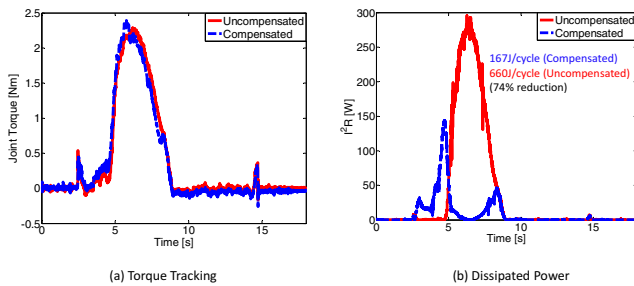 2.5
2
1.5
1
0.5
0
-0.5
Joint Torque [Nm]
Uncompensated
Compensated
0 5 10 15
Time [s]
(a) Torque Tracking
350
300
250
200
150
100
50
0
I²R [W]
Uncompensated
Compensated
167J/cycle (Compensated)
660J/cycle (Uncompensated)
(74% reduction)
0 5 10 15
Time [s]
(b) Dissipated Power